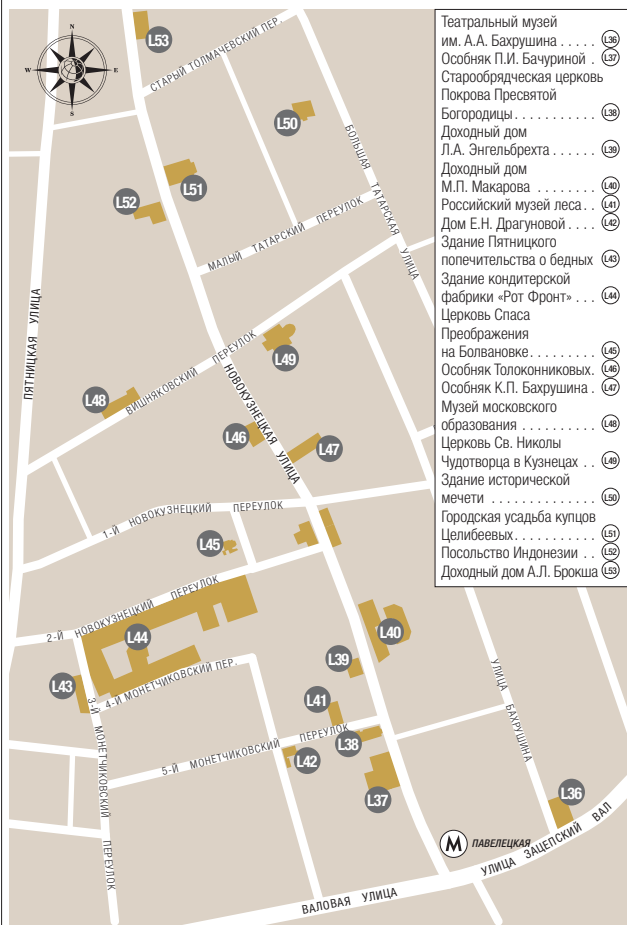 N
W
E
S
L53
СТАРЫЙ ТОЛМАЧЕВСКИЙ ПЕР.
L50
БОЛЬШАЯ ТАТАРСКАЯ УЛИЦА
L51
L52
МАЛЫЙ ТАТАРСКИЙ ПЕРЕУЛОК
ПЯТНИЦКАЯ УЛИЦА
L49
ВИШНЯКОВСКИЙ ПЕРЕУЛОК
L48
НОВОКУЗНЕЦКАЯ УЛИЦА
L46
L47
1-Й НОВОКУЗНЕЦКИЙ ПЕРЕУЛОК
L45
2-Й НОВОКУЗНЕЦКИЙ ПЕРЕУЛОК
L44
L40
L39
L43
4-Й МОНЕТЧИКОВСКИЙ ПЕР.
3-Й МОНЕТЧИКОВСКИЙ ПЕРЕУЛОК
УЛИЦА БАХРУШИНА
L41
L38
5-Й МОНЕТЧИКОВСКИЙ ПЕРЕУЛОК
L42
L37
L36
М ПАВЕЛЕЦКАЯ
УЛИЦА ЗАЦЕПСКИЙ ВАЛ
ВАЛОВАЯ УЛИЦА
Театральный музей
им. А.А. Бахрушина . . . . . L36
Особняк П.И. Бачуриной . L37
Старообрядческая церковь
Покрова Пресвятой
Богородицы . . . . . . . . . . . L38
Доходный дом
Л.А. Энгельбрехта . . . . . . L39
Доходный дом
М.П. Макарова . . . . . . . . L40
Российский музей леса . . L41
Дом Е.Н. Драгуновой . . . . L42
Здание Пятницкого
попечительства о бедных L43
Здание кондитерской
фабрики «Рот Фронт» . . . L44
Церковь Спаса
Преображения
на Болвановке . . . . . . . . . L45
Особняк Толоконниковых. L46
Особняк К.П. Бахрушина . L47
Музей московского
образования . . . . . . . . . . L48
Церковь Св. Николы
Чудотворца в Кузнецах . . L49
Здание исторической
мечети . . . . . . . . . . . . . . L50
Городская усадьба купцов
Целибеевых . . . . . . . . . . . L51
Посольство Индонезии . . L52
Доходный дом А.Л. Брокша L53